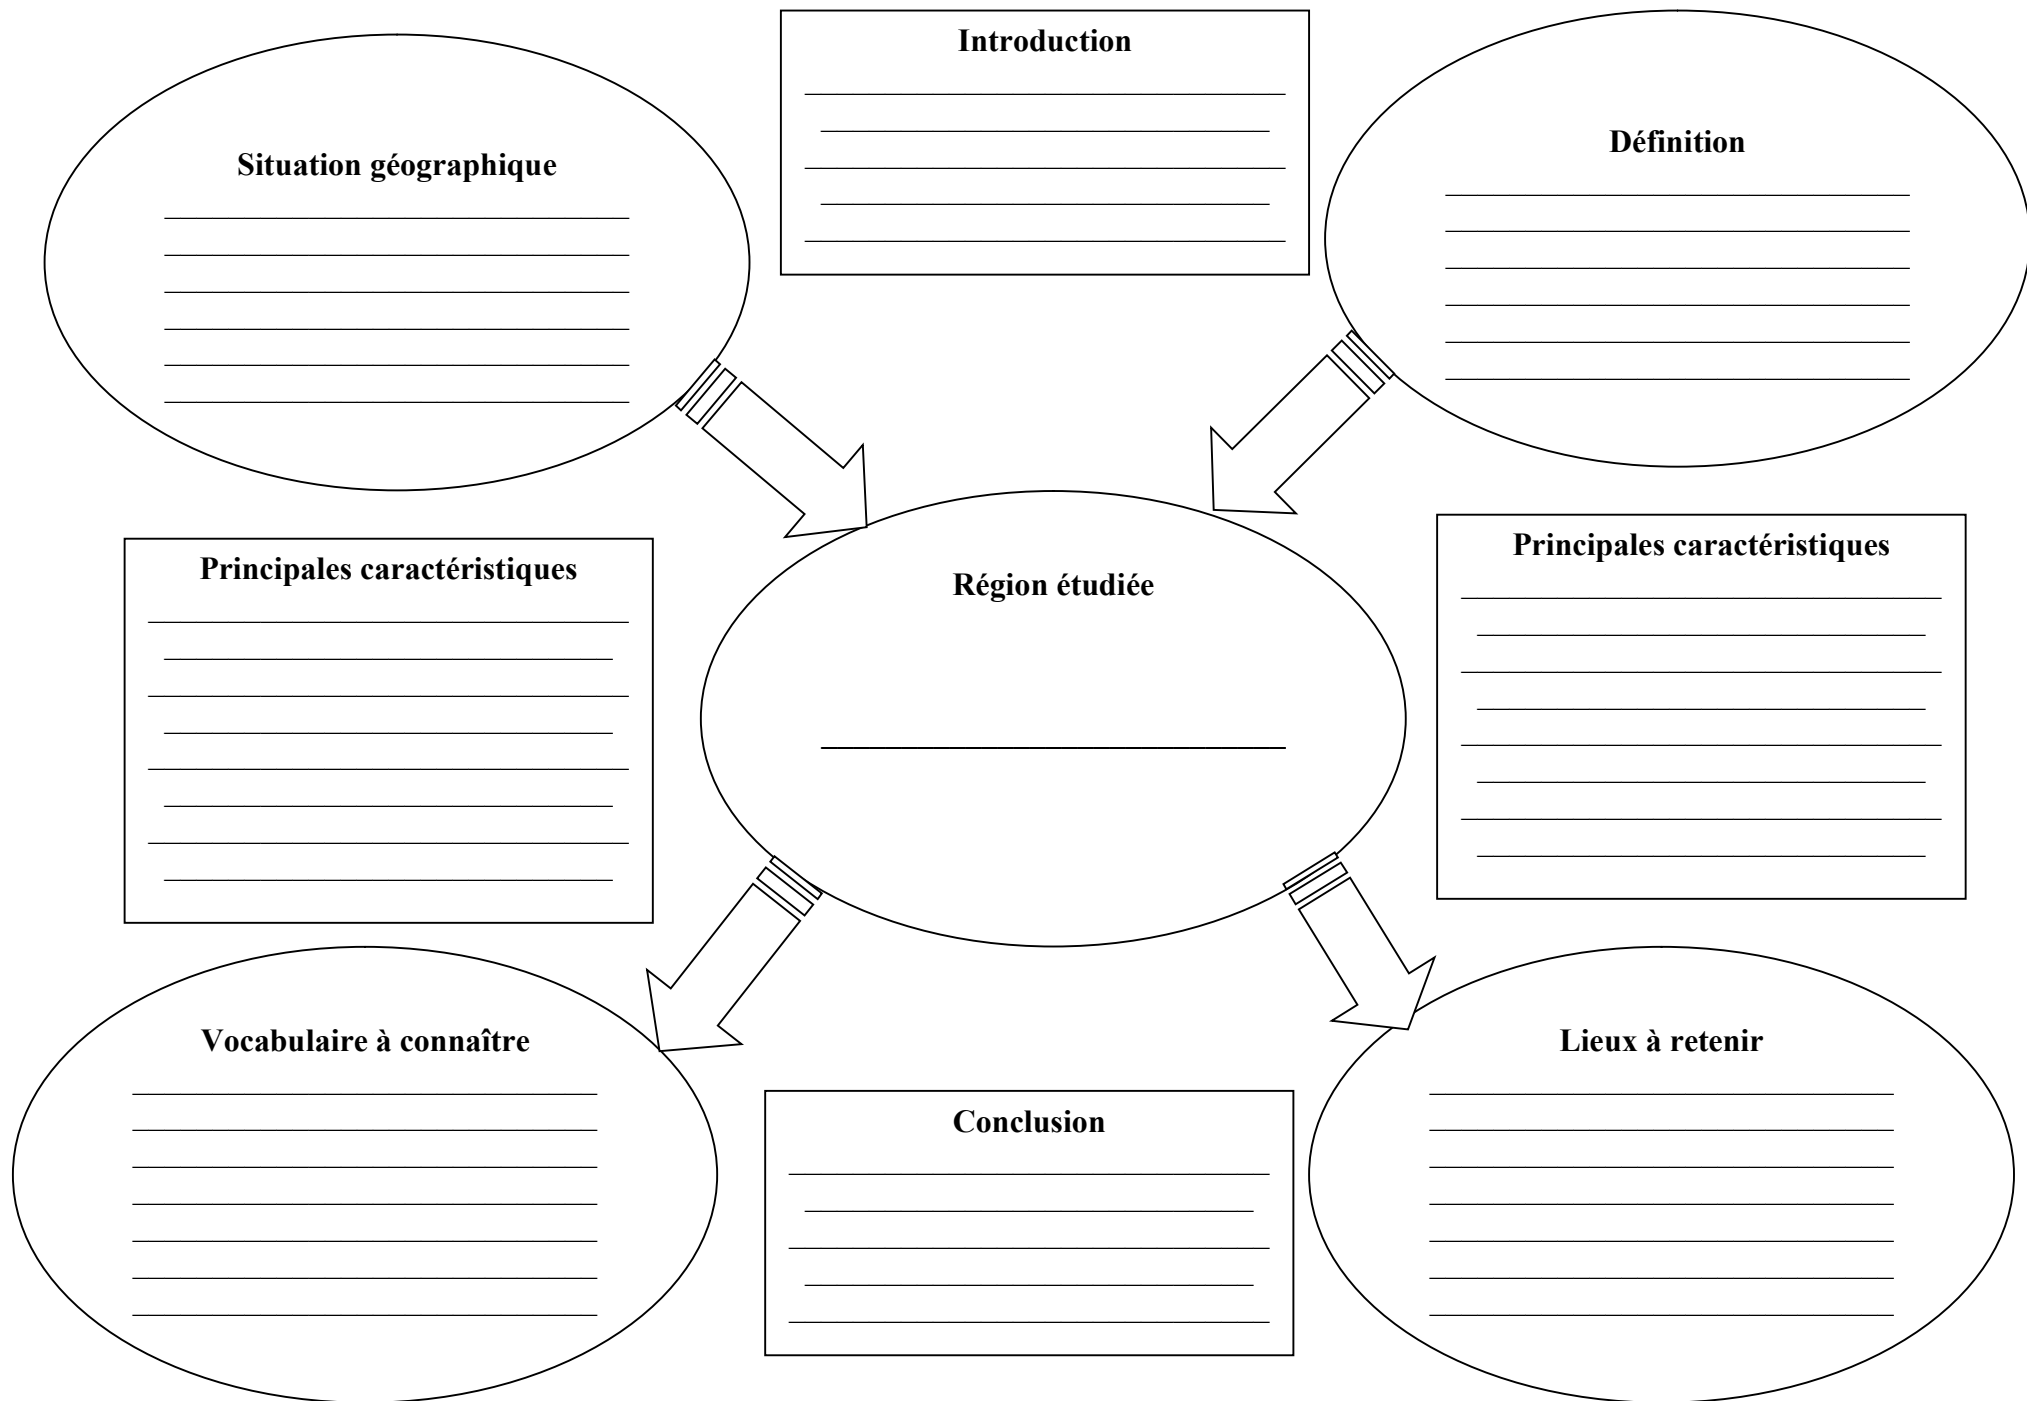 Introduction
Situation géographique
Définition
Principales caractéristiques
Région étudiée
Principales caractéristiques
Vocabulaire à connaître
Conclusion
Lieux à retenir